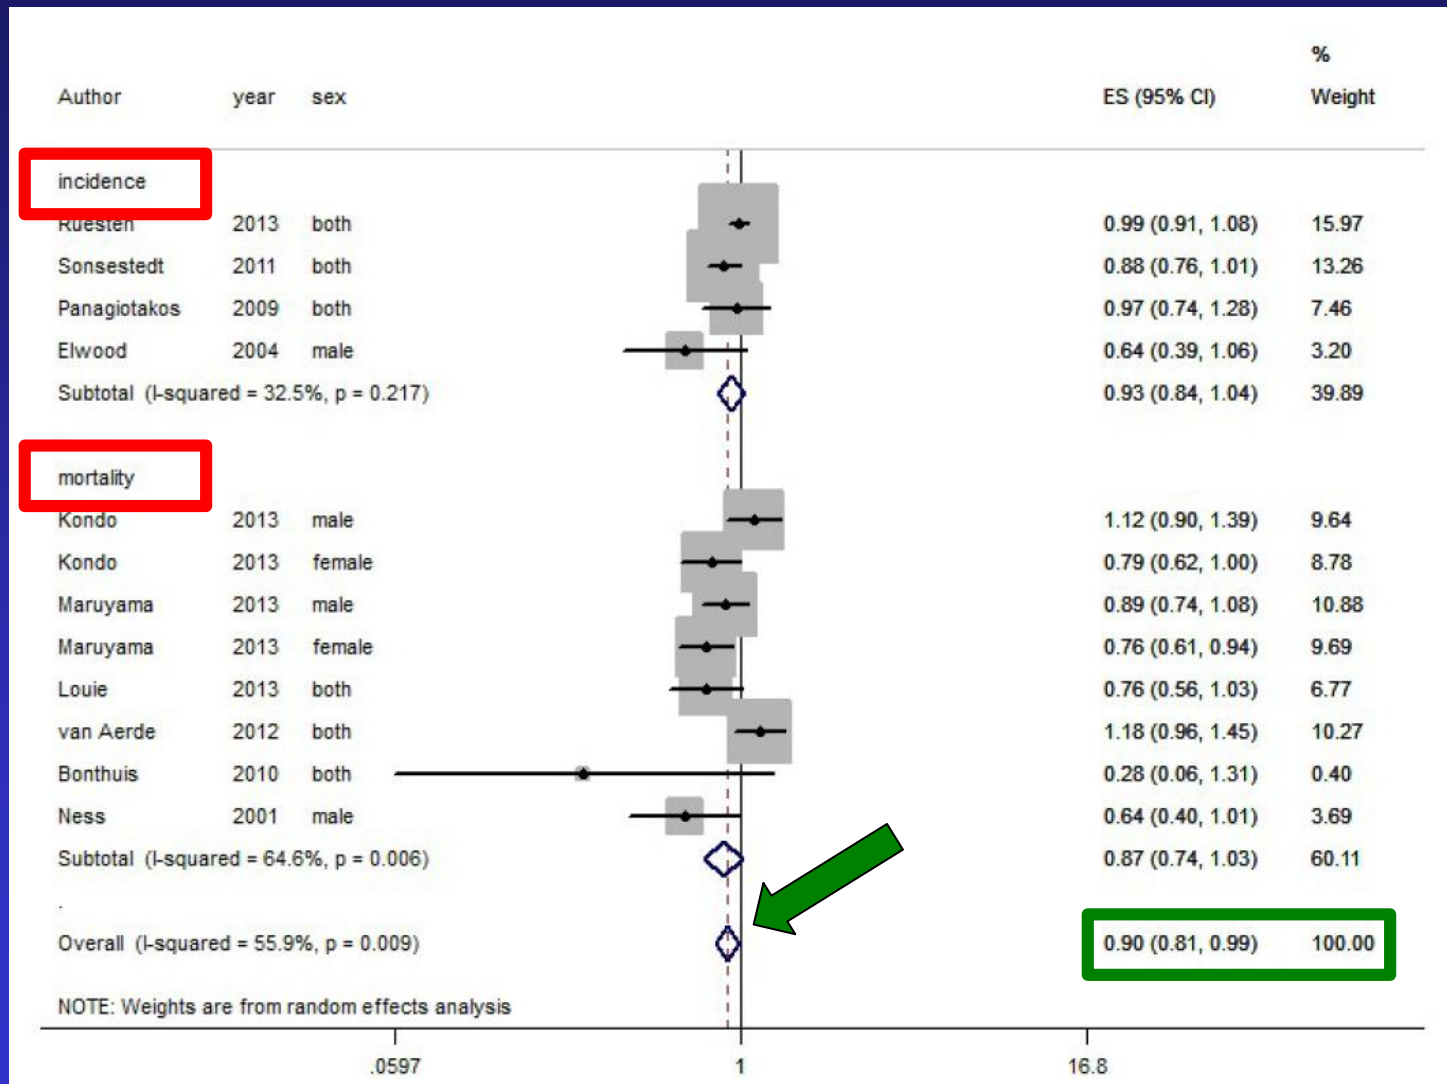 %
Author year sex ES (95% CI) Weight
incidence
Ruesten 2013 both 0.99 (0.91, 1.08) 15.97
Sonsestedt 2011 both 0.88 (0.76, 1.01) 13.26
Panagiotakos 2009 both 0.97 (0.74, 1.28) 7.46
Elwood 2004 male 0.64 (0.39, 1.06) 3.20
Subtotal (I-squared = 32.5%, p = 0.217) 0.93 (0.84, 1.04) 39.89
mortality
Kondo 2013 male 1.12 (0.90, 1.39) 9.64
Kondo 2013 female 0.79 (0.62, 1.00) 8.78
Maruyama 2013 male 0.89 (0.74, 1.08) 10.88
Maruyama 2013 female 0.76 (0.61, 0.94) 9.69
Louie 2013 both 0.76 (0.56, 1.03) 6.77
van Aerde 2012 both 1.18 (0.96, 1.45) 10.27
Bonthuis 2010 both 0.28 (0.06, 1.31) 0.40
Ness 2001 male 0.64 (0.40, 1.01) 3.69
Subtotal (I-squared = 64.6%, p = 0.006) 0.87 (0.74, 1.03) 60.11
.
Overall (I-squared = 55.9%, p = 0.009) 0.90 (0.81, 0.99) 100.00
NOTE: Weights are from random effects analysis
.0597 1 16.8